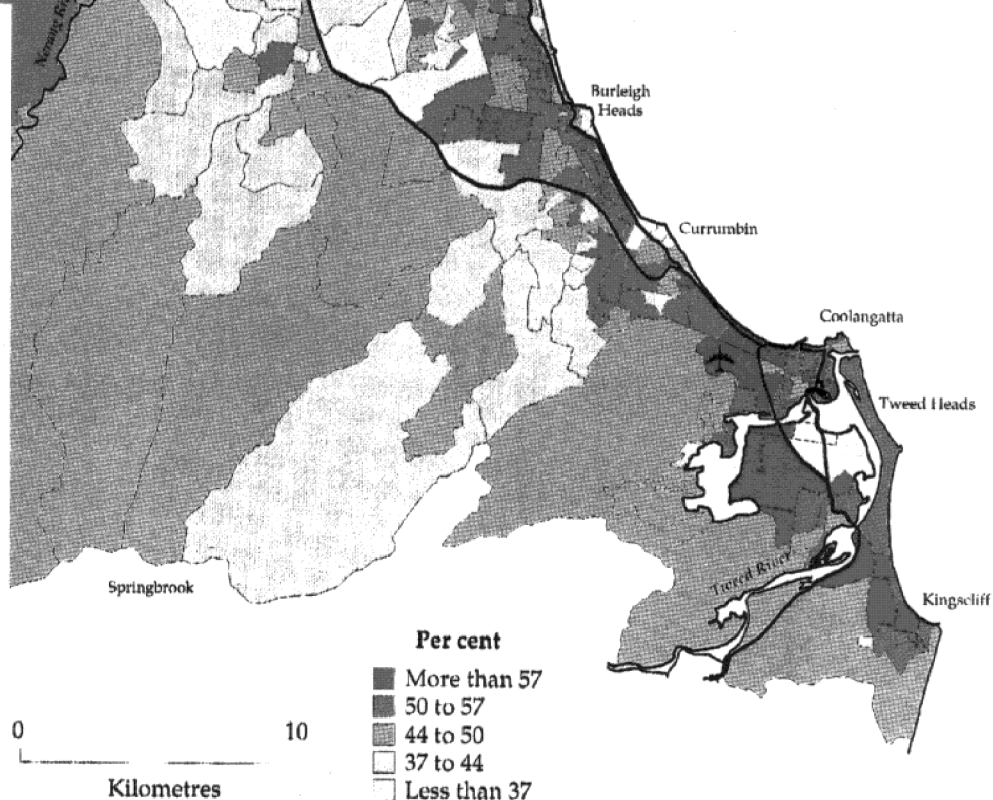 Nerang
Burleigh
Heads
Currumbin
Coolangatta
Tweed Heads
Springbrook
Tweed River
Kingscliff
Per cent
More than 57
50 to 57
44 to 50
37 to 44
Less than 37
0 10
Kilometres